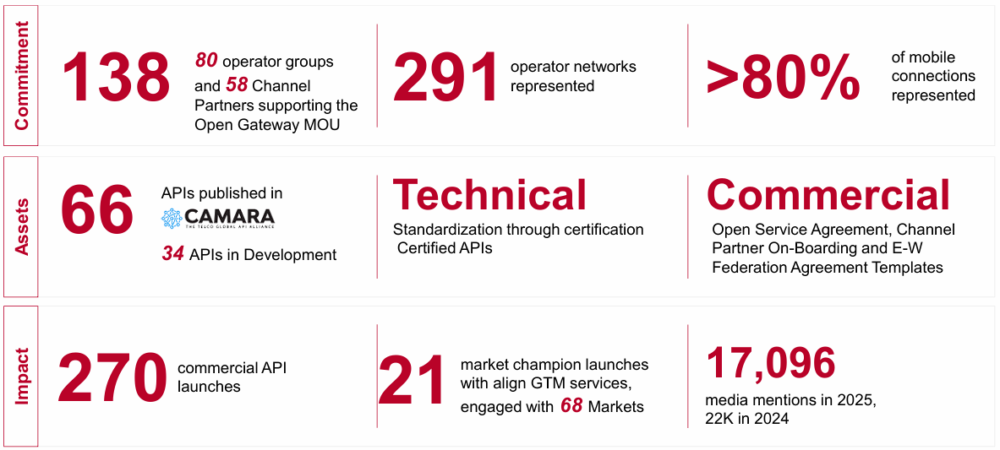 Commitment
138
80 operator groups
and 58 Channel
Partners supporting the
Open Gateway MOU
291
operator networks
represented
>80%
of mobile
connections
represented
Assets
66
APIs published in
CAMARA
THE TELCO GLOBAL API ALLIANCE
34 APIs in Development
Technical
Standardization through certification
Certified APIs
Commercial
Open Service Agreement, Channel
Partner On-Boarding and E-W
Federation Agreement Templates
Impact
270
commercial API
launches
21
market champion launches
with align GTM services,
engaged with 68 Markets
17,096
media mentions in 2025,
22K in 2024